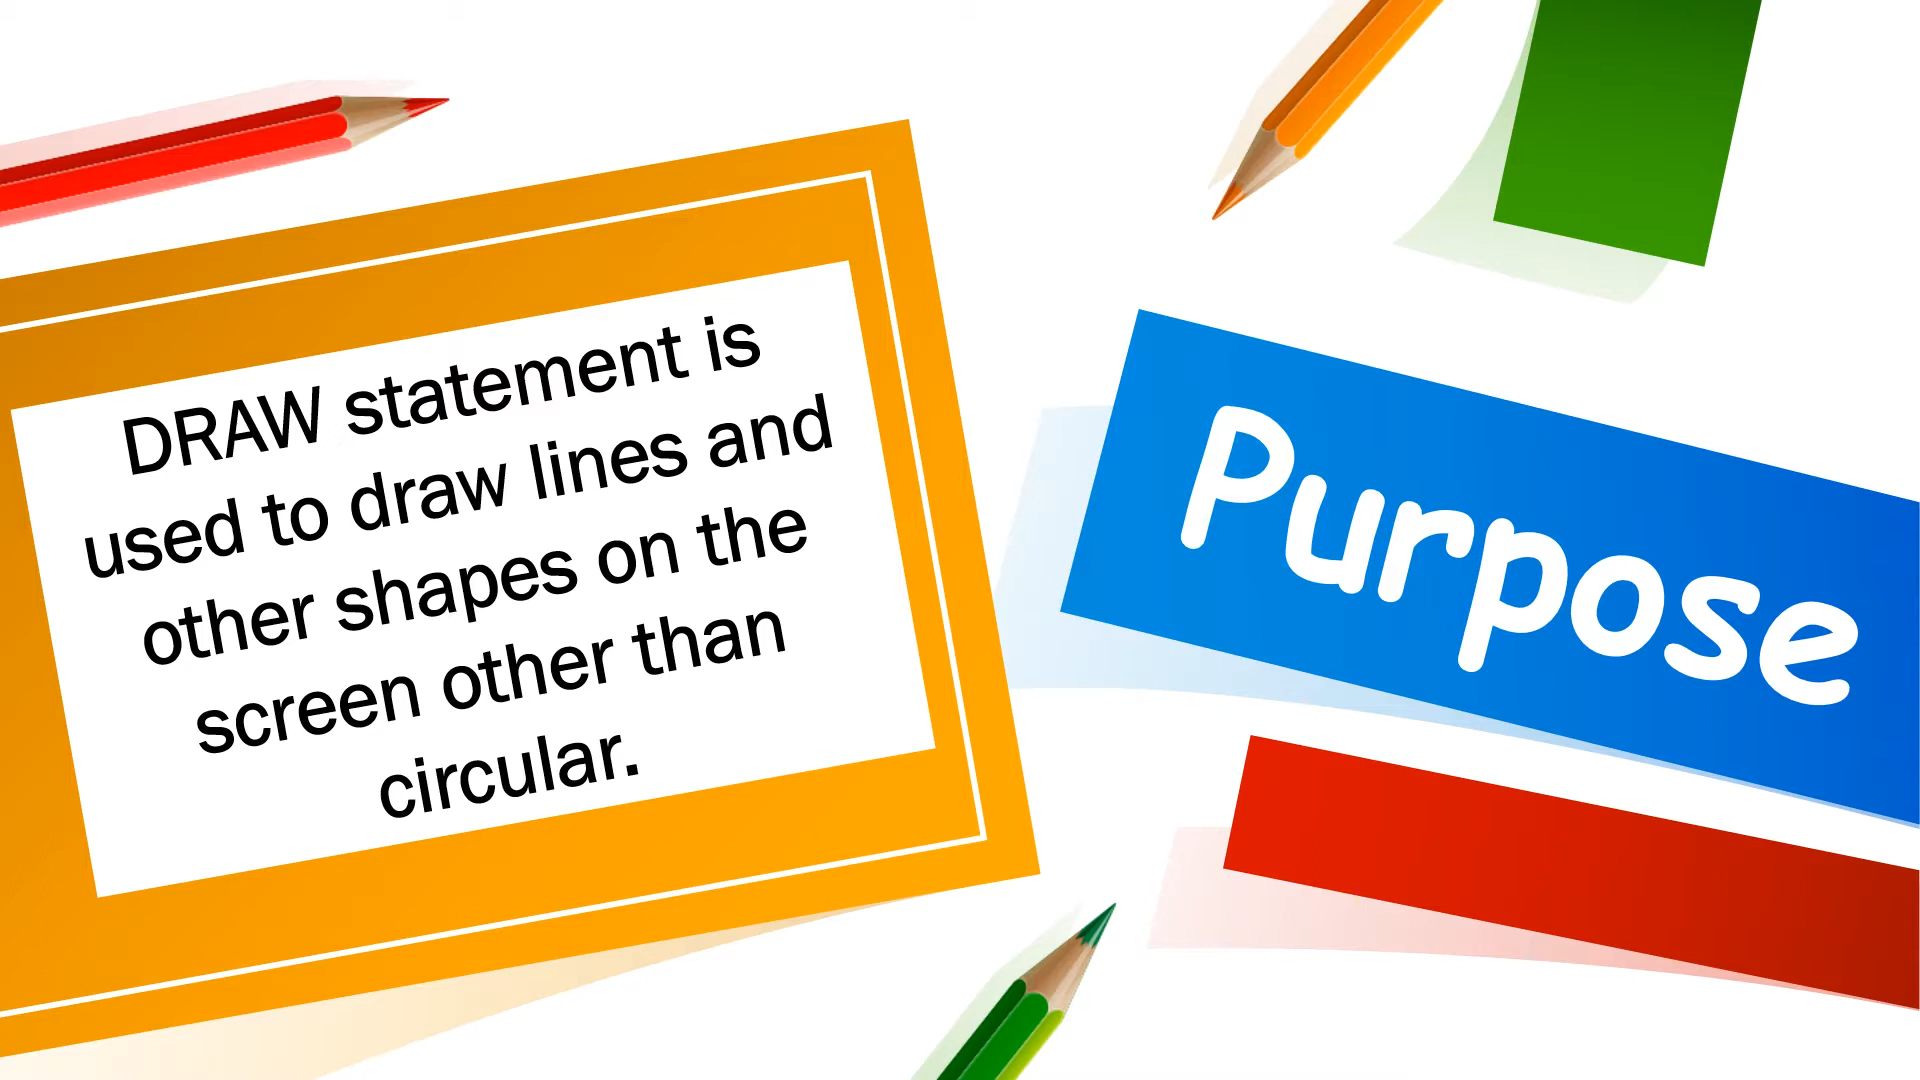 DRAW statement is
used to draw lines and
other shapes on the
screen other than
circular.
Purpose